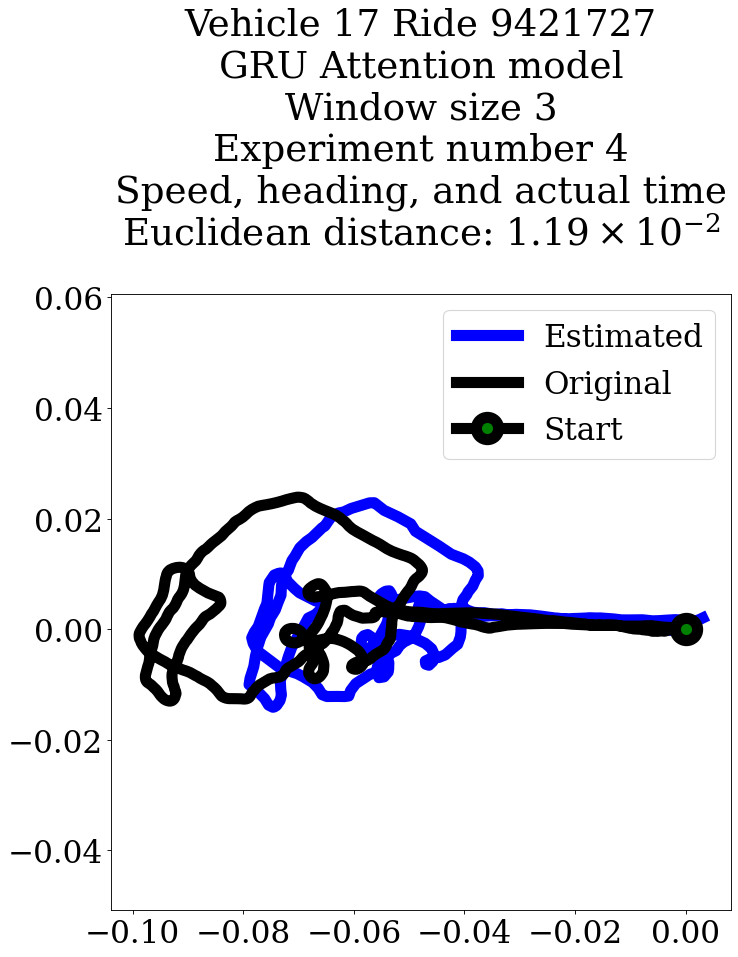 Vehicle 17 Ride 9421727
GRU Attention model
Window size 3
Experiment number 4
Speed, heading, and actual time
Euclidean distance: 1.19 × 10⁻²
Estimated
Original
Start
0.06
0.04
0.02
0.00
−0.02
−0.04
−0.10 −0.08 −0.06 −0.04 −0.02 0.00